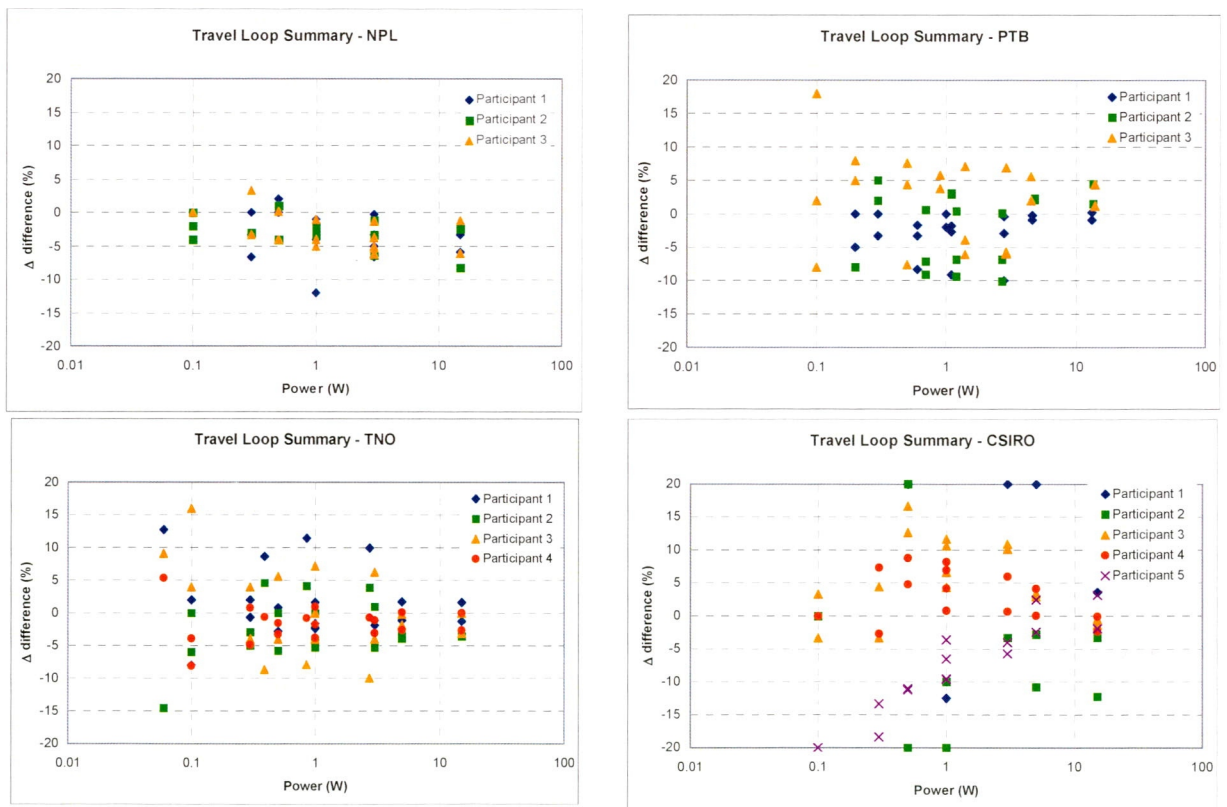 Travel Loop Summary - NPL
Δ difference (%)
20
15
10
5
0
-5
-10
-15
-20
Participant 1
Participant 2
Participant 3
0.01 0.1 1 10 100
Power (W)
Travel Loop Summary - PTB
Δ difference (%)
20
15
10
5
0
-5
-10
-15
-20
Participant 1
Participant 2
Participant 3
0.01 0.1 1 10 100
Power (W)
Travel Loop Summary - TNO
Δ difference (%)
20
15
10
5
0
-5
-10
-15
-20
Participant 1
Participant 2
Participant 3
Participant 4
0.01 0.1 1 10 100
Power (W)
Travel Loop Summary - CSIRO
Δ difference (%)
20
15
10
5
0
-5
-10
-15
-20
Participant 1
Participant 2
Participant 3
Participant 4
Participant 5
0.01 0.1 1 10 100
Power (W)